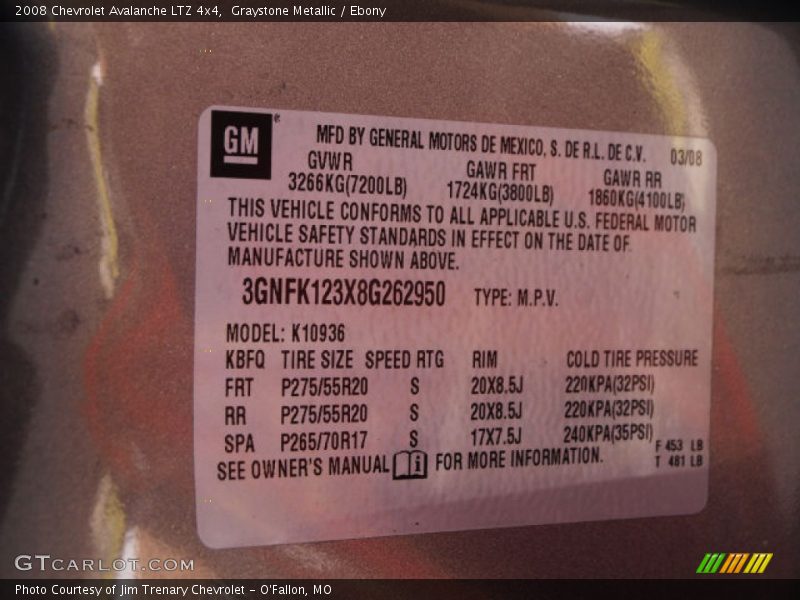 2008 Chevrolet Avalanche LTZ 4x4,  Graystone Metallic / Ebony
GM®
MFD BY GENERAL MOTORS DE MEXICO, S. DE R.L. DE C.V. 03/08
GVWR GAWR FRT GAWR RR
3266KG(7200LB) 1724KG(3800LB) 1860KG(4100LB)
THIS VEHICLE CONFORMS TO ALL APPLICABLE U.S. FEDERAL MOTOR
VEHICLE SAFETY STANDARDS IN EFFECT ON THE DATE OF
MANUFACTURE SHOWN ABOVE.
3GNFK123X8G262950 TYPE: M.P.V.
MODEL: K10936
KBFQ TIRE SIZE SPEED RTG RIM COLD TIRE PRESSURE
FRT P275/55R20 S 20X8.5J 220KPA(32PSI)
RR P275/55R20 S 20X8.5J 220KPA(32PSI)
SPA P265/70R17 S 17X7.5J 240KPA(35PSI)
F 453 LB
SEE OWNER'S MANUAL i FOR MORE INFORMATION. T 481 LB
GTCARLOT.COM
Photo Courtesy of Jim Trenary Chevrolet - O'Fallon, MO